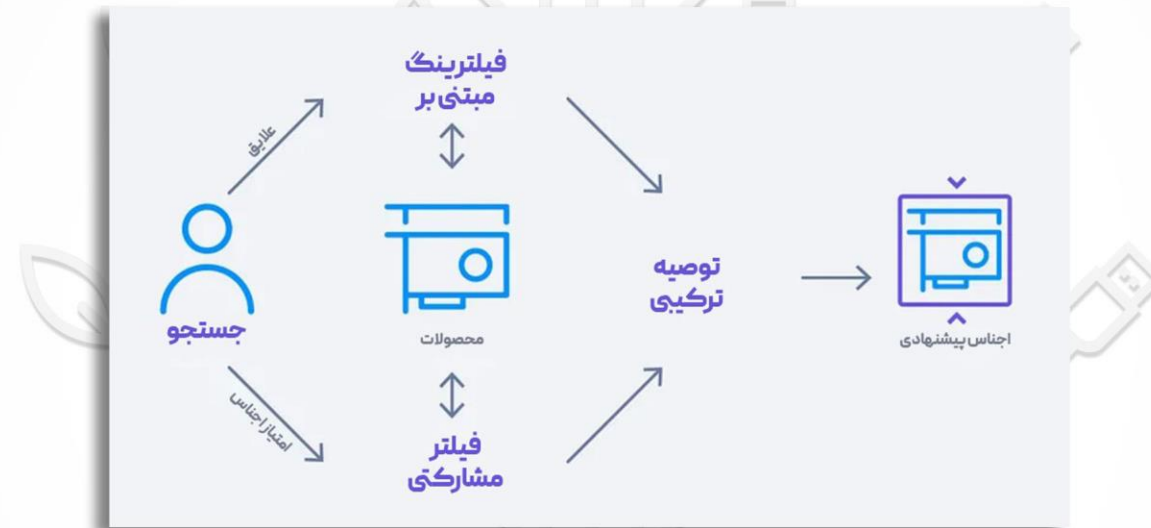 فیلترینگ
مبتنی بر
علایق
جستجو
محصولات
توصیه
ترکیبی
اجناس پیشنهادی
امتیاز اجناس
فیلتر
مشارکتی